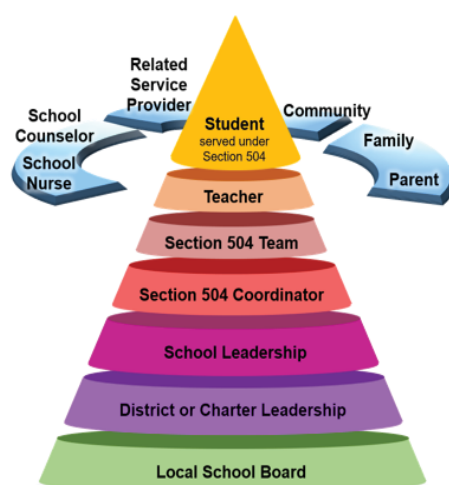 Related
Service
Provider
School
Counselor
School
Nurse
Student
served under
Section 504
Community
Family
Parent
Teacher
Section 504 Team
Section 504 Coordinator
School Leadership
District or Charter Leadership
Local School Board